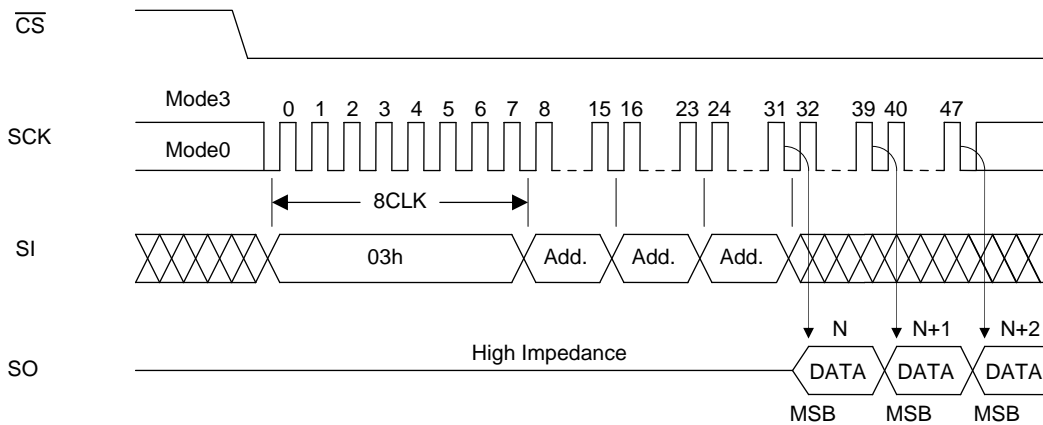 CS
Mode3
0 1 2 3 4 5 6 7 8 15 16 23 24 31 32 39 40 47
SCK
Mode0
8CLK
SI
03h Add. Add. Add.
N N+1 N+2
High Impedance
SO
DATA DATA DATA
MSB MSB MSB